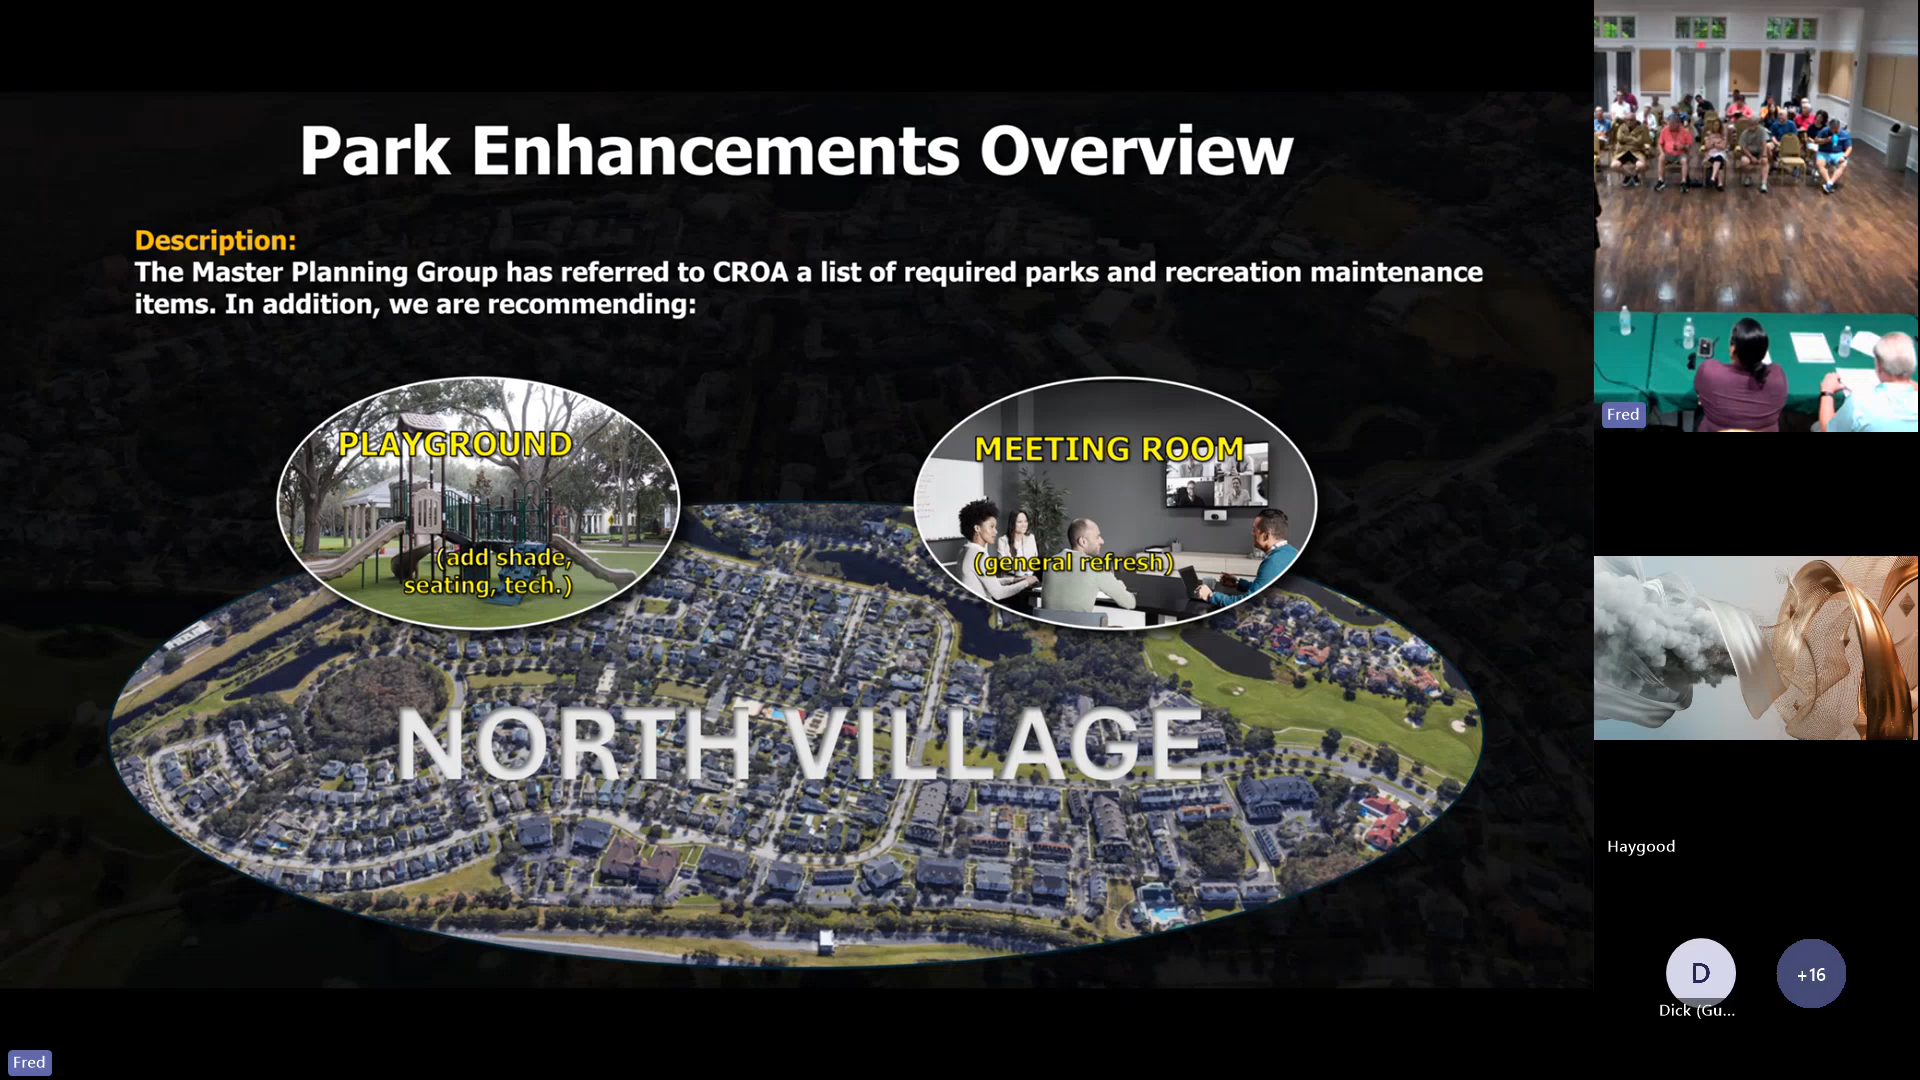 Park Enhancements Overview
Description:
The Master Planning Group has referred to CROA a list of required parks and recreation maintenance
items. In addition, we are recommending:
PLAYGROUND
(add shade,
seating, tech.)
MEETING ROOM
(general refresh)
NORTH VILLAGE
Fred
Haygood
D
Dick (Gu...
+16
Fred